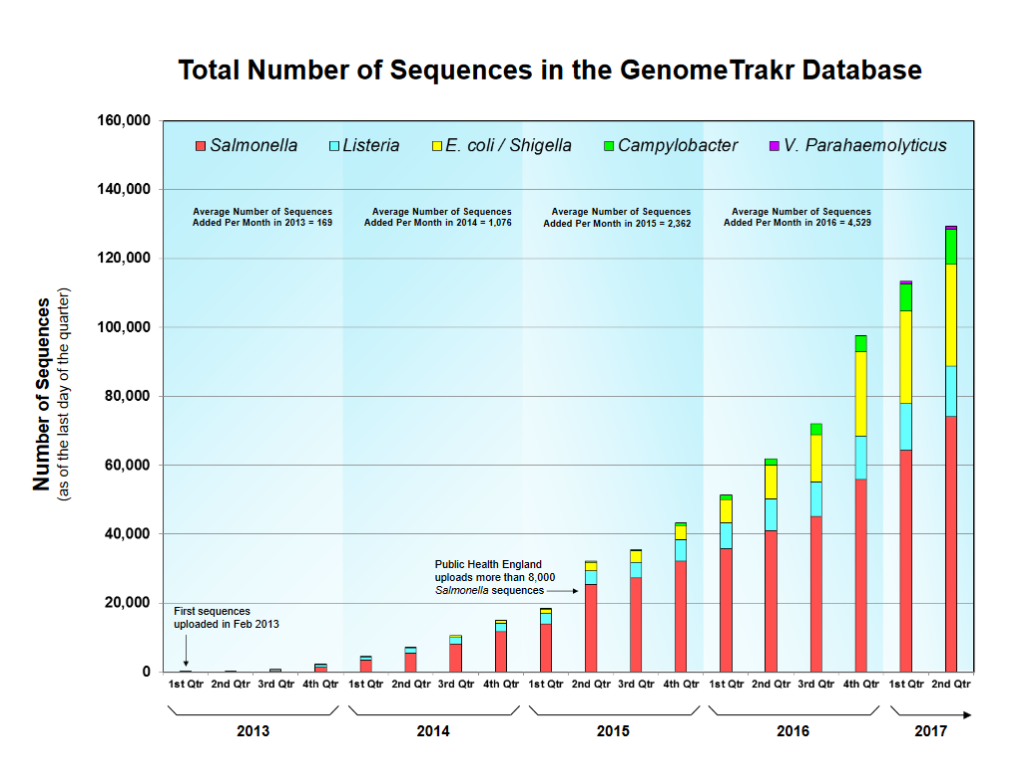 Total Number of Sequences in the GenomeTrakr Database
160,000
140,000
120,000
100,000
80,000
60,000
40,000
20,000
0
Number of Sequences
(as of the last day of the quarter)
Salmonella Listeria E. coli / Shigella Campylobacter V. Parahaemolyticus
Average Number of Sequences
Added Per Month in 2013 = 169
Average Number of Sequences
Added Per Month in 2014 = 1,076
Average Number of Sequences
Added Per Month in 2015 = 2,362
Average Number of Sequences
Added Per Month in 2016 = 4,529
Public Health England
uploads more than 8,000
Salmonella sequences
First sequences
uploaded in Feb 2013
1st Qtr 2nd Qtr 3rd Qtr 4th Qtr 1st Qtr 2nd Qtr 3rd Qtr 4th Qtr 1st Qtr 2nd Qtr 3rd Qtr 4th Qtr 1st Qtr 2nd Qtr 3rd Qtr 4th Qtr 1st Qtr 2nd Qtr
2013 2014 2015 2016 2017